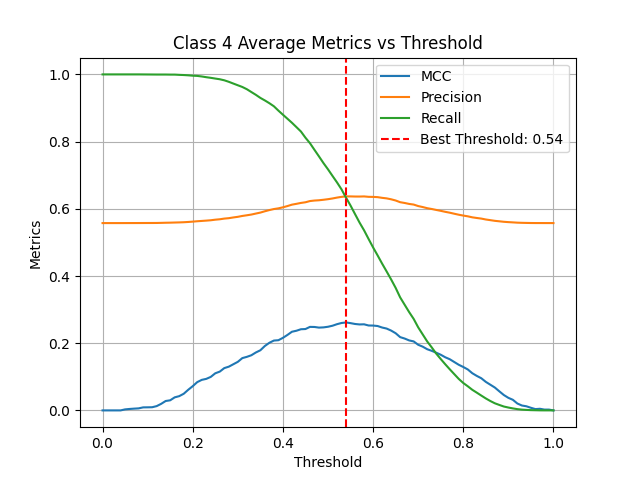 Class 4 Average Metrics vs Threshold
MCC
Precision
Recall
Best Threshold: 0.54
Metrics
1.0
0.8
0.6
0.4
0.2
0.0
0.0 0.2 0.4 0.6 0.8 1.0
Threshold